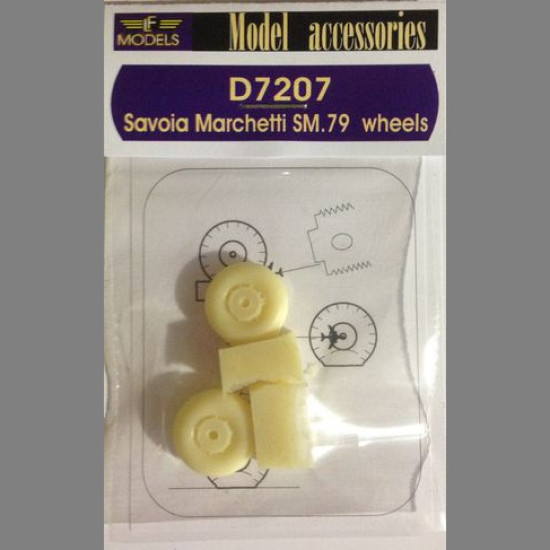 LF
MODELS
Model accessories
D7207
Savoia Marchetti SM.79 wheels